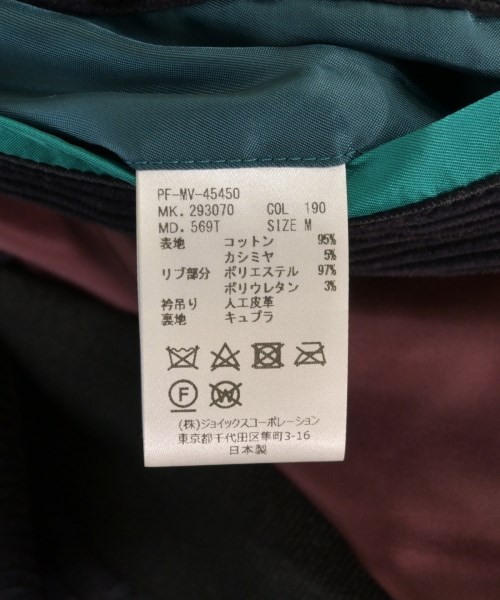 PF-MV-45450
MK. 293070 COL 190
MD. 569T SIZE M
表地 コットン 95%
カシミヤ 5%
リブ部分 ポリエステル 97%
ポリウレタン 3%
衿吊り 人工皮革
裏地 キュプラ
F W
(株)ジョイックスコーポレーション
東京都千代田区隼町3-16
日本製